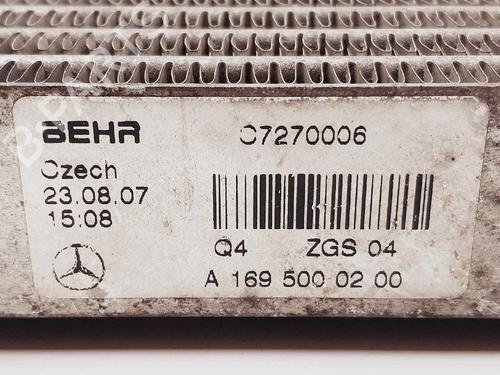 BEHR C7270006
Czech
23.08.07
15:08
Q4 ZGS 04
A 169 500 02 00